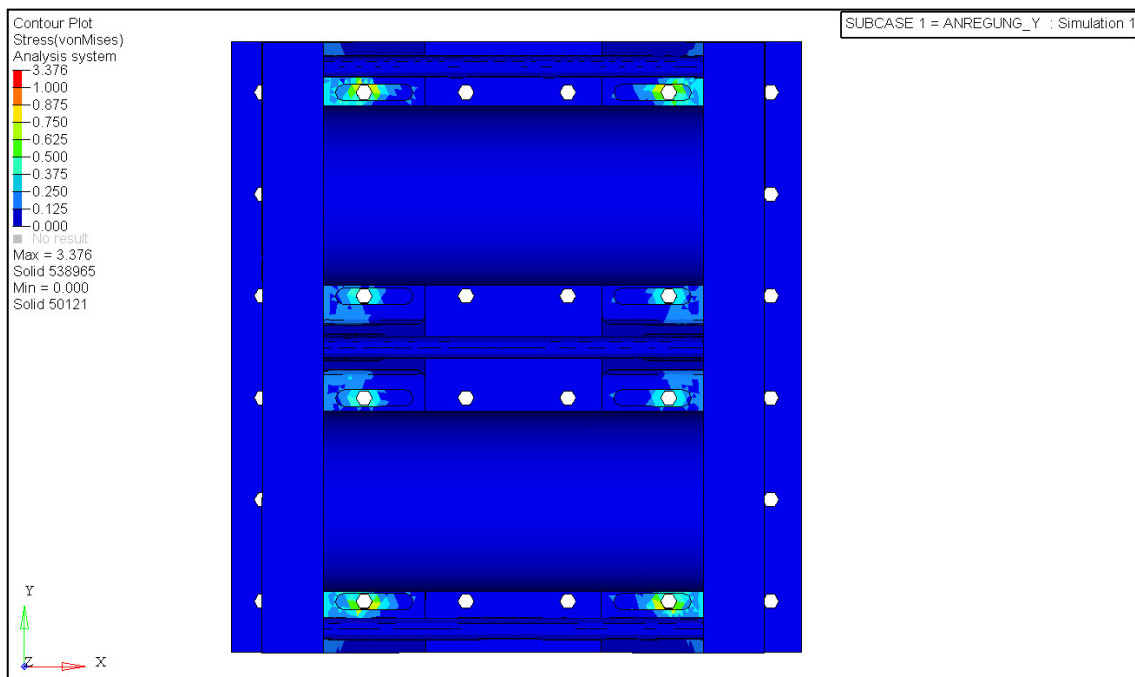 Contour Plot
Stress(vonMises)
Analysis system
3.376
1.000
0.875
0.750
0.625
0.500
0.375
0.250
0.125
0.000
No result
Max = 3.376
Solid 538965
Min = 0.000
Solid 50121
SUBCASE 1 = ANREGUNG_Y : Simulation 1
Y
Z
X